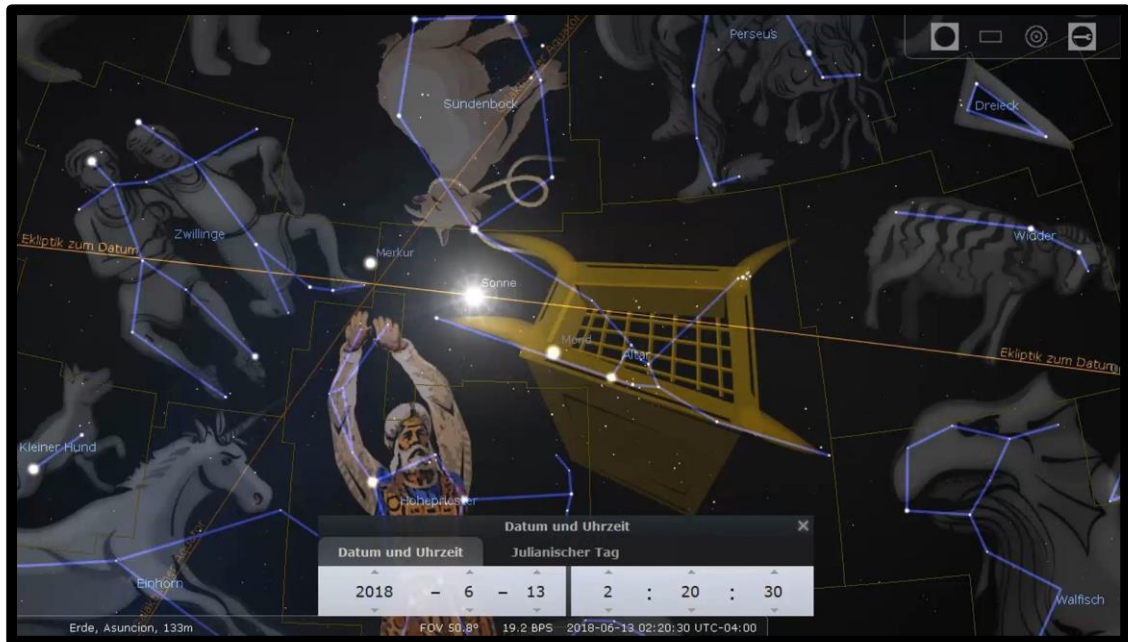 Perseus
Sündenbock
Dreieck
Zwillinge
Ekliptik zum Datum
Merkur
Widder
Sonne
Mond
Altar
Ekliptik zum Datum
Kleiner Hund
Hohepriester
Datum und Uhrzeit
Datum und Uhrzeit Julianischer Tag
2018 – 6 – 13 2 : 20 : 30
Einhorn
Walfisch
Erde, Asuncion, 133m FOV 50.8° 19.2 BPS 2018-06-13 02:20:30 UTC-04:00